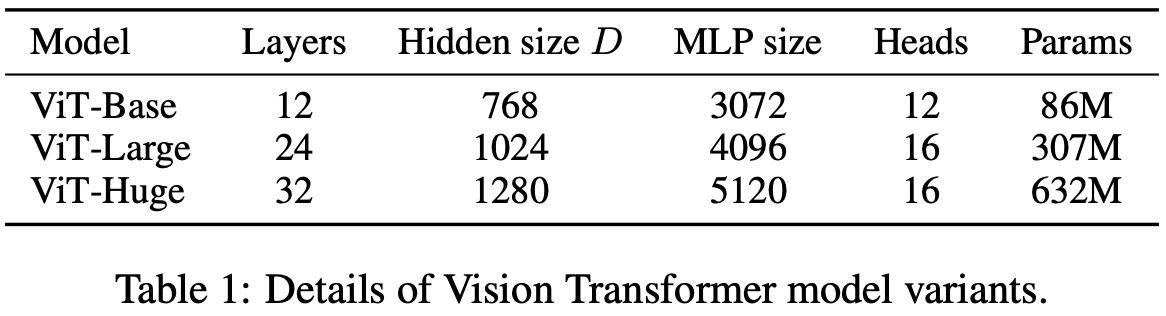 Model Layers Hidden size D MLP size Heads Params
ViT-Base 12 768 3072 12 86M
ViT-Large 24 1024 4096 16 307M
ViT-Huge 32 1280 5120 16 632M
Table 1: Details of Vision Transformer model variants.